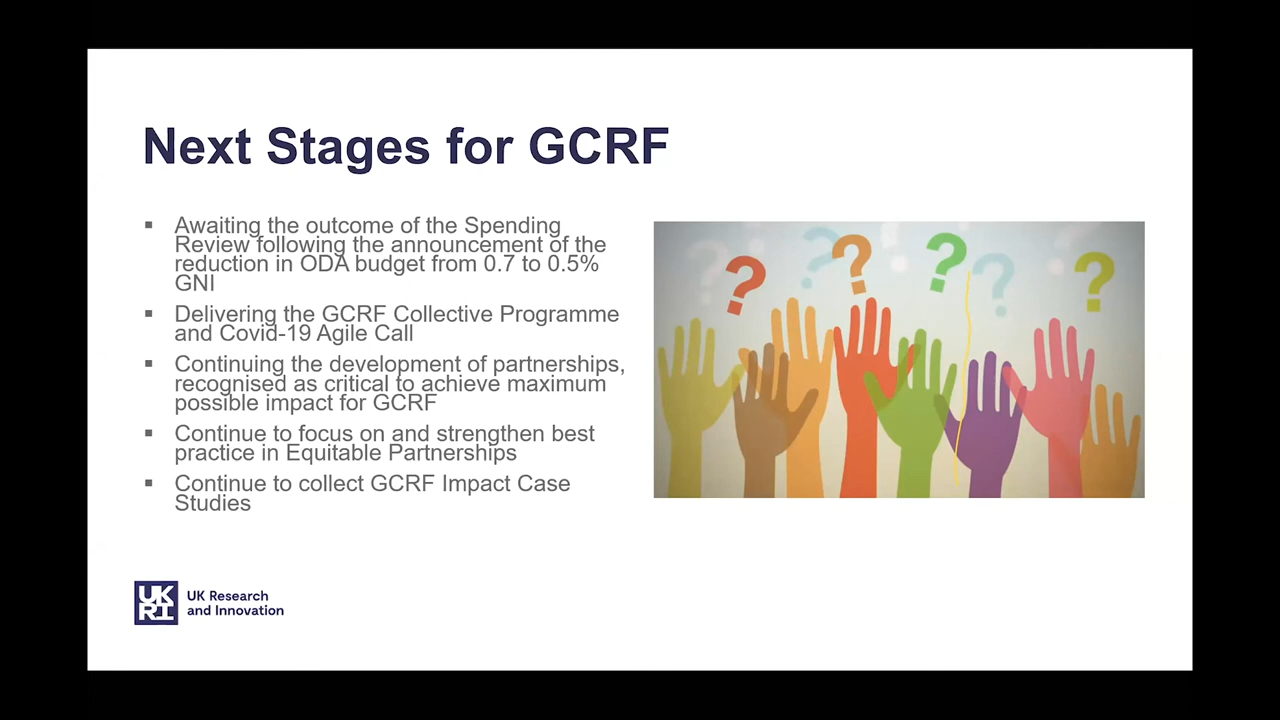 Next Stages for GCRF
▪ Awaiting the outcome of the Spending
Review following the announcement of the
reduction in ODA budget from 0.7 to 0.5%
GNI
▪ Delivering the GCRF Collective Programme
and Covid-19 Agile Call
▪ Continuing the development of partnerships,
recognised as critical to achieve maximum
possible impact for GCRF
▪ Continue to focus on and strengthen best
practice in Equitable Partnerships
▪ Continue to collect GCRF Impact Case
Studies
? ? ? ? ? ?
UK
RI
UK Research
and Innovation